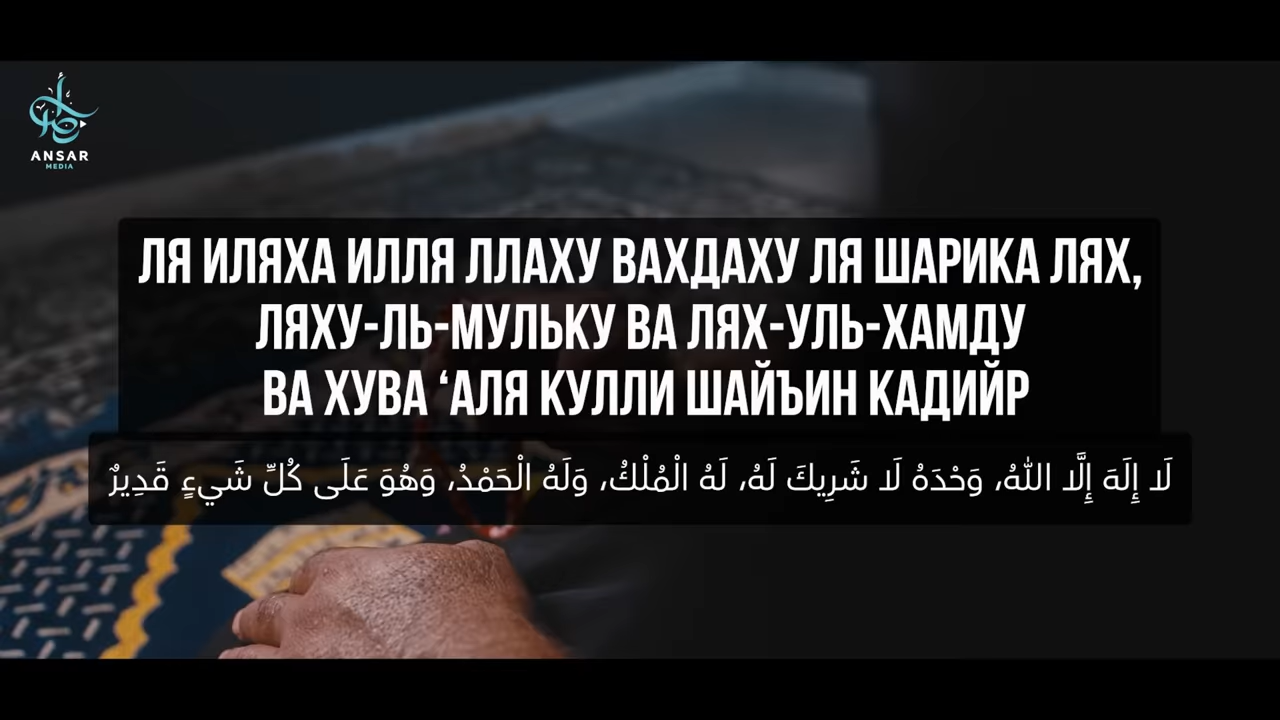 ANSAR
MEDIA
ЛЯ ИЛЯХА ИЛЛЯ ЛЛАХУ ВАХДАХУ ЛЯ ШАРИКА ЛЯХ,
ЛЯХУ-ЛЬ-МУЛЬКУ ВА ЛЯХ-УЛЬ-ХАМДУ
ВА ХУВА ‘АЛЯ КУЛЛИ ШАЙЪИН КАДИЙР
لَا إِلَهَ إِلَّا اللهُ، وَحْدَهُ لَا شَرِيكَ لَهُ، لَهُ الْمُلْكُ، وَلَهُ الْحَمْدُ، وَهُوَ عَلَى كُلِّ شَيءٍ قَدِيرٌ